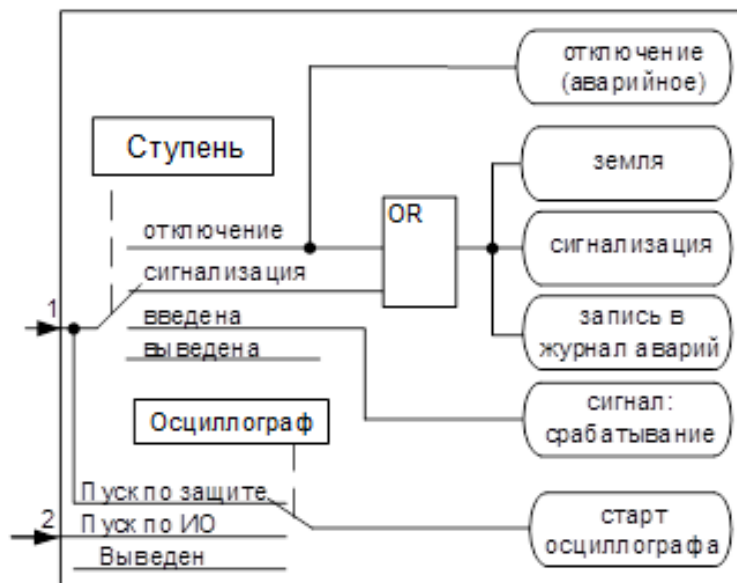 отключение
(аварийное)
Ступень
земля
OR
отключение
сигнализация
сигнализация
1
введена
запись в
журнал аварий
выведена
сигнал:
срабатывание
Осциллограф
Пуск по защите
2
Пуск по ИО
старт
осциллографа
Выведен